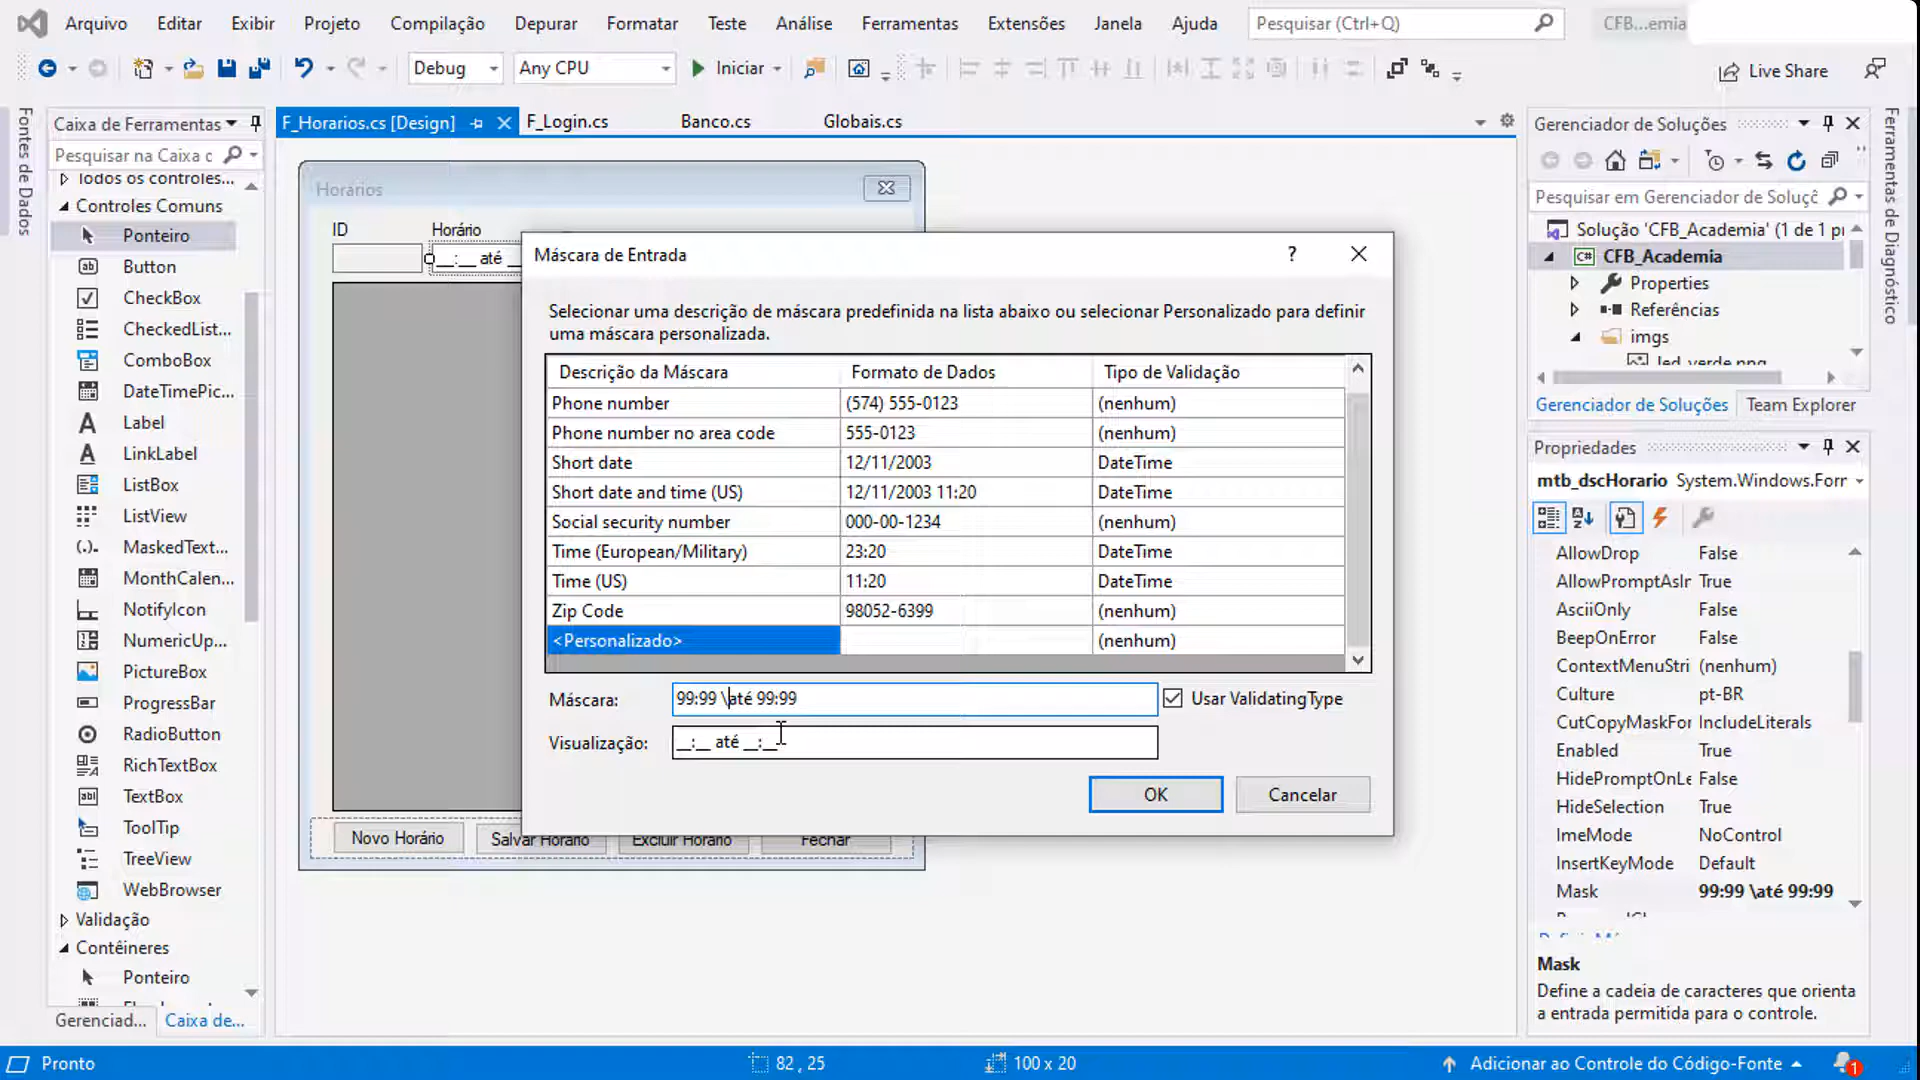 Arquivo Editar Exibir Projeto Compilação Depurar Formatar Teste Análise Ferramentas Extensões Janela Ajuda Pesquisar (Ctrl+Q) CFB...emia
Debug Any CPU Iniciar Live Share
Fontes de Dados
Caixa de Ferramentas
Pesquisar na Caixa d
Todos os controles...
Controles Comuns
Ponteiro
Button
CheckBox
CheckedList...
ComboBox
DateTimePic...
Label
LinkLabel
ListBox
ListView
MaskedText...
MonthCalen...
NotifyIcon
NumericUp...
PictureBox
ProgressBar
RadioButton
RichTextBox
TextBox
ToolTip
TreeView
WebBrowser
Validação
Contêineres
Ponteiro
Gerenciad... Caixa de...
F_Horarios.cs [Design] F_Login.cs Banco.cs Globais.cs
Horários
ID Horário
__:__ até __
Novo Horário Salvar Horário Excluir Horário Fechar
Máscara de Entrada ?
Selecionar uma descrição de máscara predefinida na lista abaixo ou selecionar Personalizado para definir
uma máscara personalizada.
Descrição da Máscara Formato de Dados Tipo de Validação
Phone number (574) 555-0123 (nenhum)
Phone number no area code 555-0123 (nenhum)
Short date 12/11/2003 DateTime
Short date and time (US) 12/11/2003 11:20 DateTime
Social security number 000-00-1234 (nenhum)
Time (European/Military) 23:20 DateTime
Time (US) 11:20 DateTime
Zip Code 98052-6399 (nenhum)
<Personalizado> (nenhum)
Máscara: 99:99 \até 99:99 Usar ValidatingType
Visualização: __:__ até __:__
OK Cancelar
Gerenciador de Soluções
Pesquisar em Gerenciador de Soluçõ
Solução 'CFB_Academia' (1 de 1 pr
CFB_Academia
Properties
Referências
imgs
led_verde.png
Gerenciador de Soluções Team Explorer
Propriedades
mtb_dscHorario System.Windows.Forr
AllowDrop False
AllowPromptAsIr True
AsciiOnly False
BeepOnError False
ContextMenuStri (nenhum)
Culture pt-BR
CutCopyMaskFor IncludeLiterals
Enabled True
HidePromptOnLe False
HideSelection True
ImeMode NoControl
InsertKeyMode Default
Mask 99:99 \até 99:99
Mask
Define a cadeia de caracteres que orienta
a entrada permitida para o controle.
Ferramentas de Diagnóstico
Pronto 82 , 25 100 x 20 Adicionar ao Controle do Código-Fonte 1